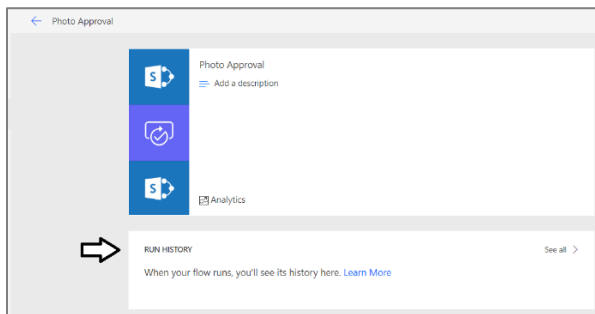 Photo Approval
Photo Approval
Add a description
S
S
Analytics
RUN HISTORY
See all
When your flow runs, you'll see its history here. Learn More